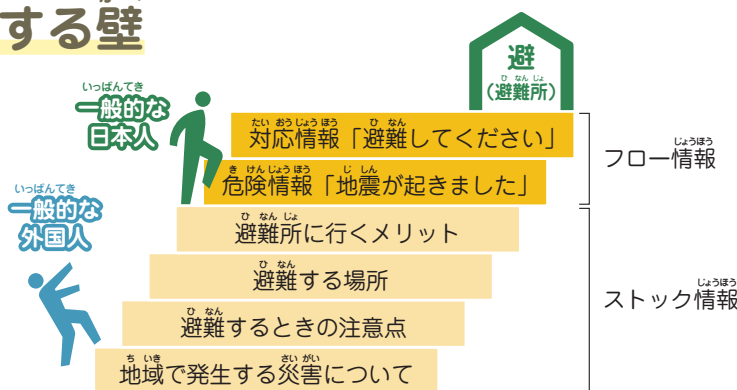 する壁
避
ひ なん じょ
（避難所）
いっぱんてき
一般的な
日本人
たい おう じょう ほう ひ なん
対応情報「避難してください」
き けん じょう ほう じ しん
危険情報「地震が起きました」
じょうほう
フロー情報
いっぱんてき
一般的な
外国人
ひ なん じょ
避難所に行くメリット
ひ なん
避難する場所
ひ なん
避難するときの注意点
ち いき さい がい
地域で発生する災害について
じょうほう
ストック情報